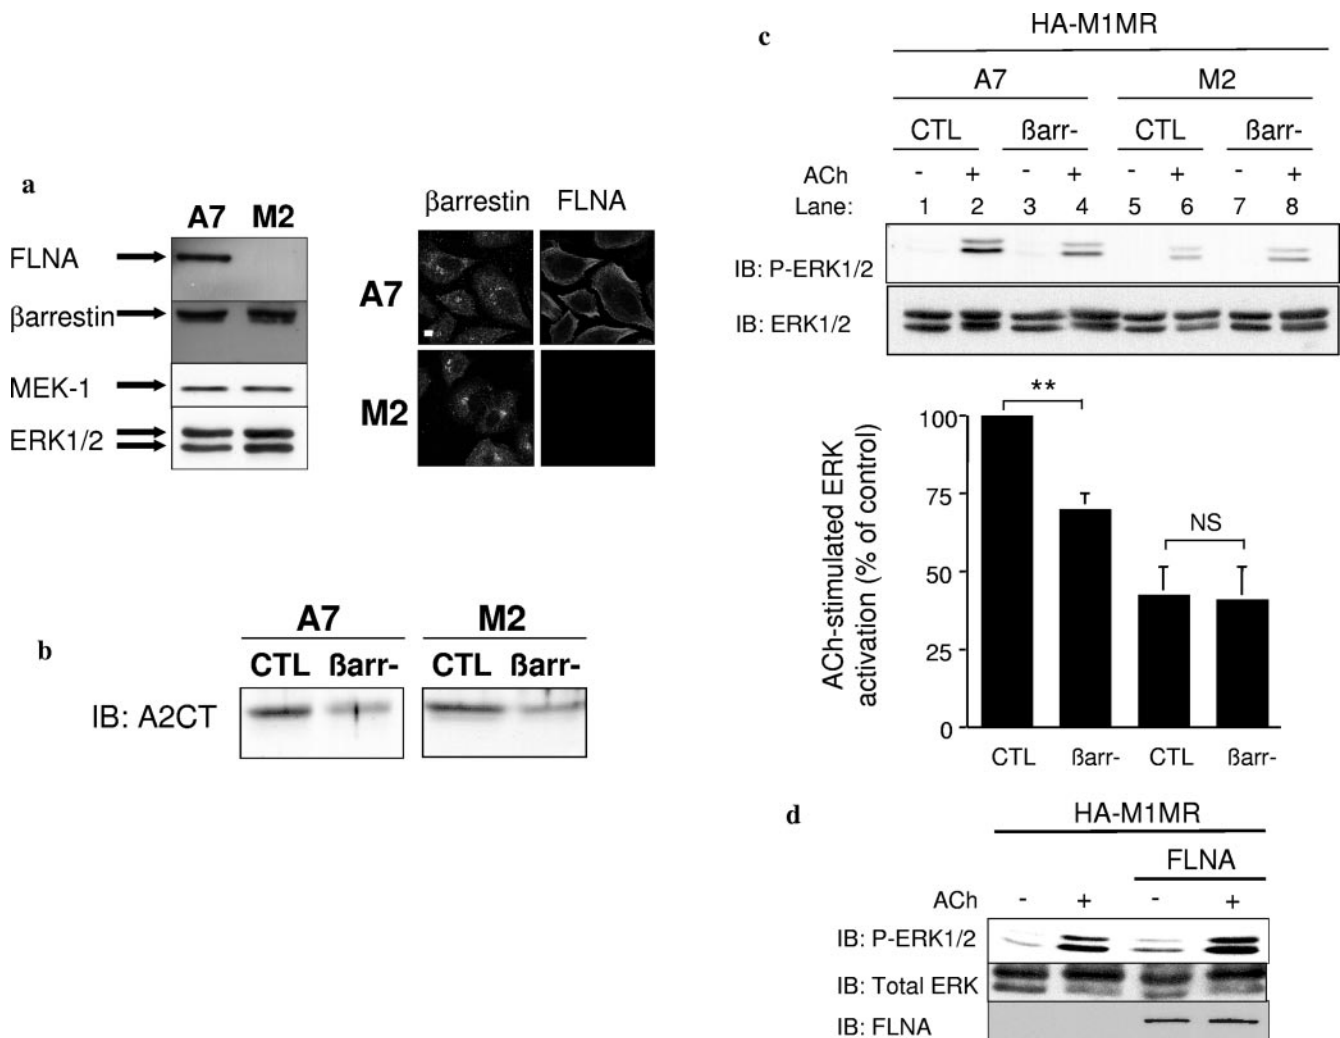 a
A7 M2
FLNA
βarrestin
MEK-1
ERK1/2
βarrestin FLNA
A7
M2
b
A7 M2
CTL ßarr- CTL ßarr-
IB: A2CT
c
HA-M1MR
A7 M2
CTL ßarr- CTL ßarr-
ACh - + - + - + - +
Lane: 1 2 3 4 5 6 7 8
IB: P-ERK1/2
IB: ERK1/2
ACh-stimulated ERK
activation (% of control)
100
75
50
25
0
**
NS
CTL ßarr- CTL ßarr-
d
HA-M1MR
FLNA
ACh - + - +
IB: P-ERK1/2
IB: Total ERK
IB: FLNA